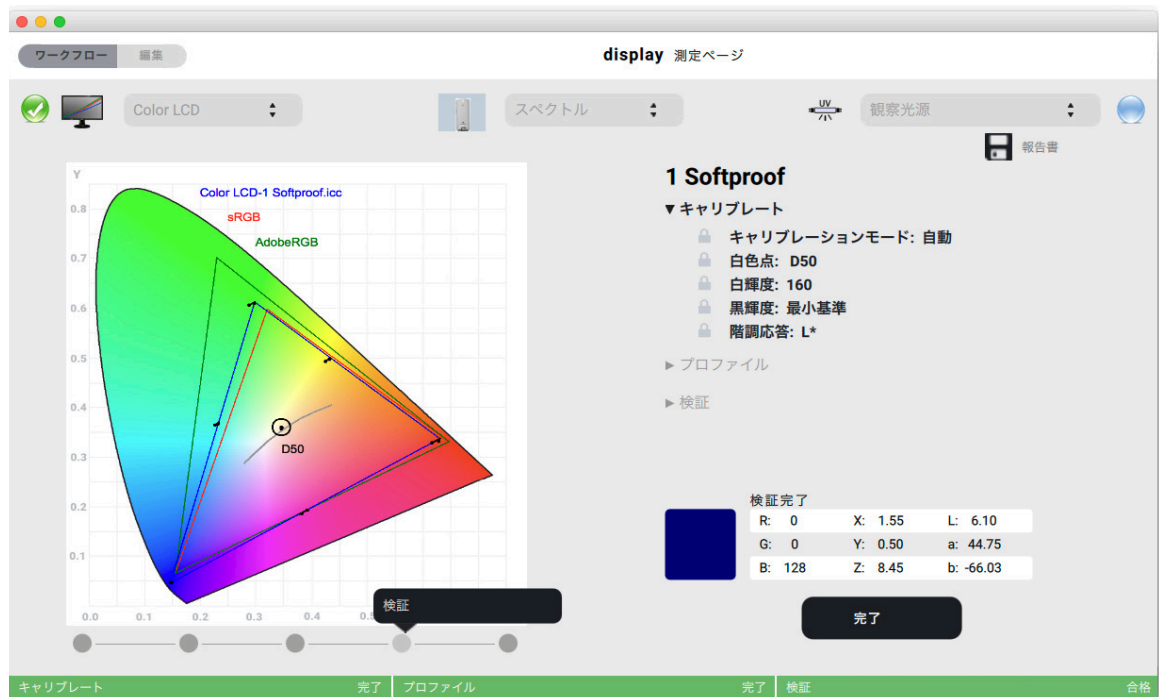 ワークフロー 編集 display 測定ページ
Color LCD スペクトル UV 観察光源
報告書
1 Softproof
▼キャリブレート
キャリブレーションモード: 自動
白色点: D50
白輝度: 160
黒輝度: 最小基準
階調応答: L*
▶ プロファイル
▶ 検証
Y
Color LCD-1 Softproof.icc
sRGB
AdobeRGB
0.8
0.7
0.6
0.5
0.4
0.3
0.2
0.1
D50
0.0 0.1 0.2 0.3 0.4
検証
検証完了
R: 0 X: 1.55 L: 6.10
G: 0 Y: 0.50 a: 44.75
B: 128 Z: 8.45 b: -66.03
完了
キャリブレート 完了 プロファイル 完了 検証 合格